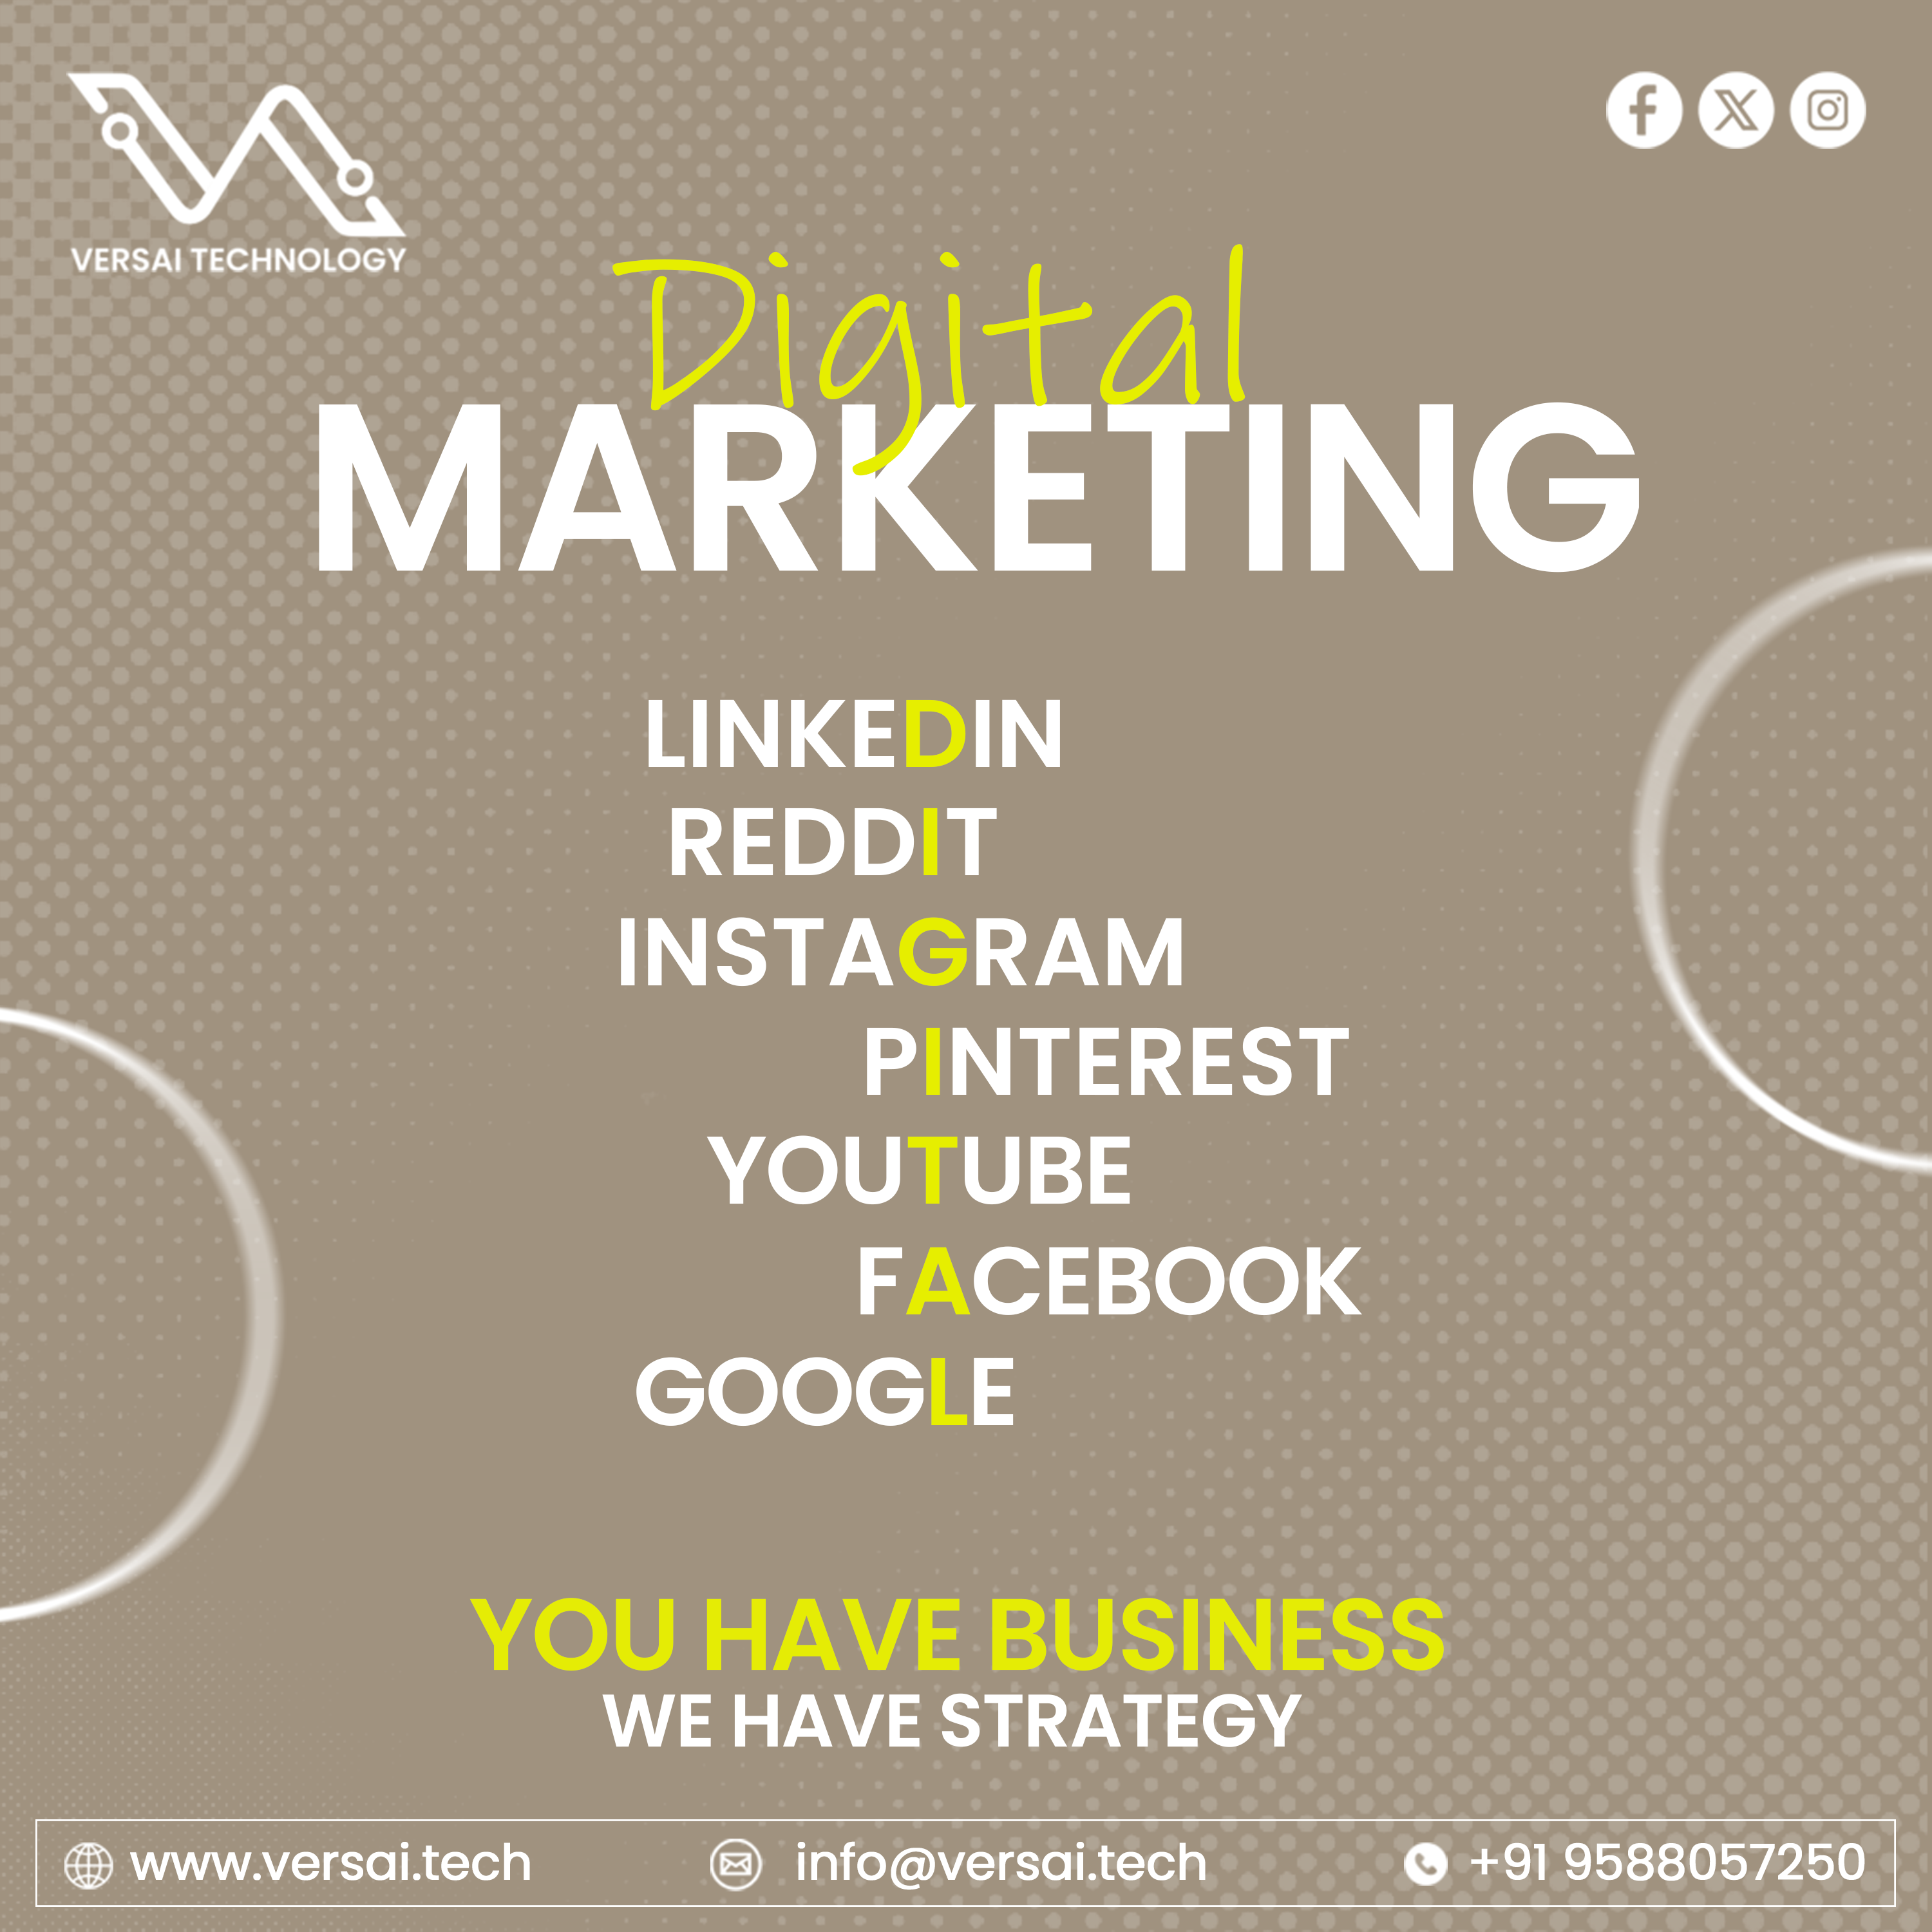 VERSAI TECHNOLOGY
Digital
MARKETING
LINKEDIN
REDDIT
INSTAGRAM
PINTEREST
YOUTUBE
FACEBOOK
GOOGLE
YOU HAVE BUSINESS
WE HAVE STRATEGY
www.versai.tech
info@versai.tech
+91 9588057250